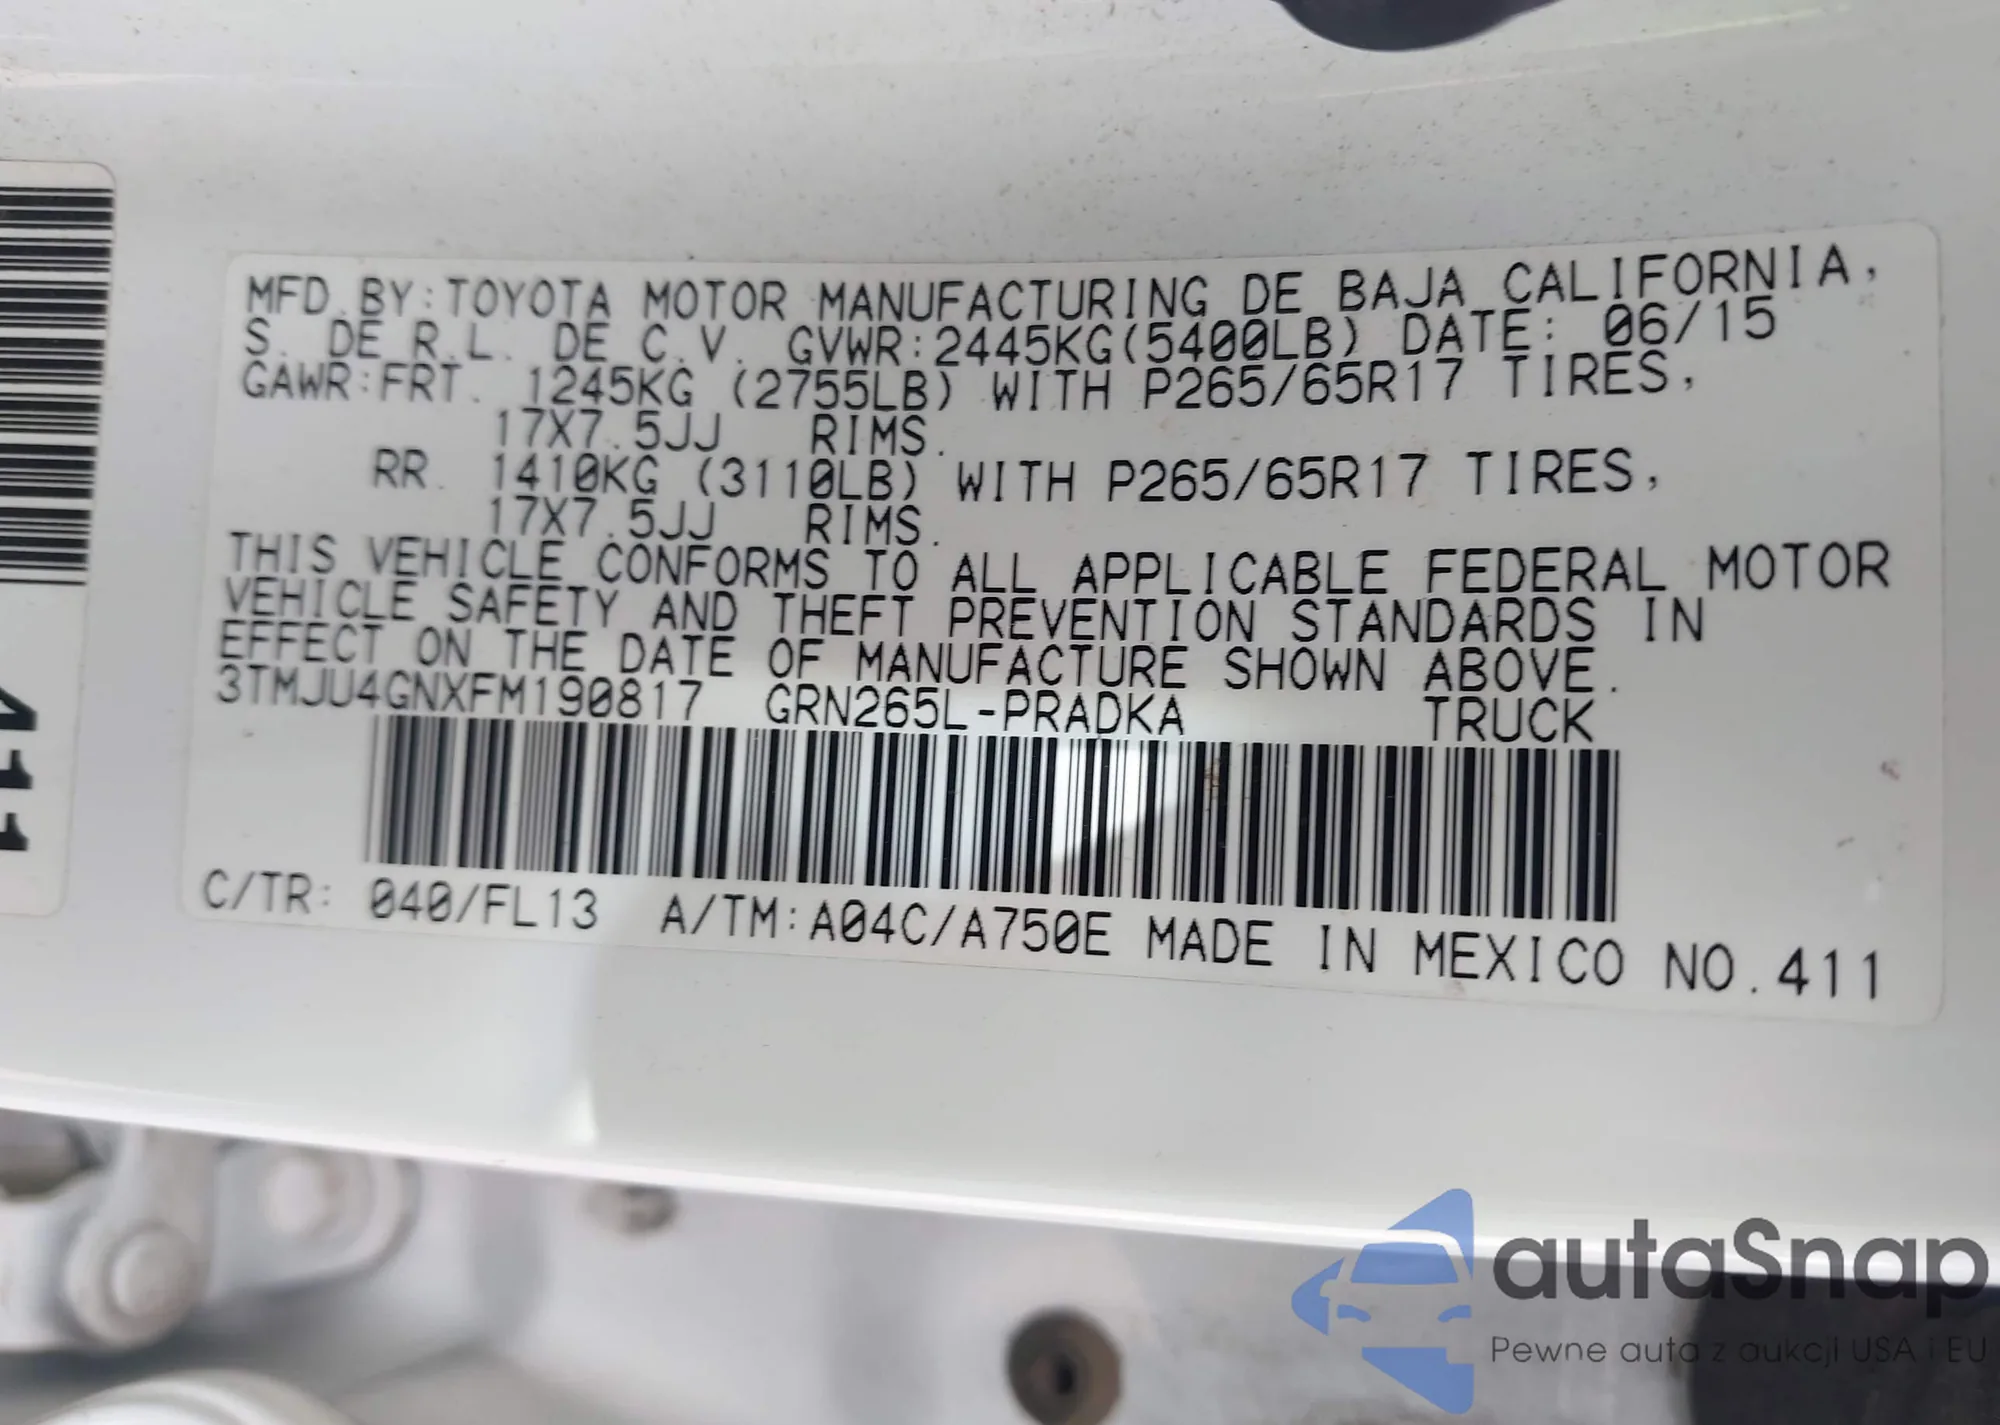 MFD.BY:TOYOTA MOTOR MANUFACTURING DE BAJA CALIFORNIA,
S. DE R.L. DE C.V. GVWR:2445KG(5400LB) DATE: 06/15
GAWR:FRT. 1245KG (2755LB) WITH P265/65R17 TIRES,
17X7.5JJ RIMS.
RR. 1410KG (3110LB) WITH P265/65R17 TIRES,
17X7.5JJ RIMS.
THIS VEHICLE CONFORMS TO ALL APPLICABLE FEDERAL MOTOR
VEHICLE SAFETY AND THEFT PREVENTION STANDARDS IN
EFFECT ON THE DATE OF MANUFACTURE SHOWN ABOVE.
3TMJU4GNXFM190817 GRN265L-PRADKA TRUCK
C/TR: 040/FL13 A/TM:A04C/A750E MADE IN MEXICO NO.411
411
autoSnap
Pewne auta z aukcji USA i EU